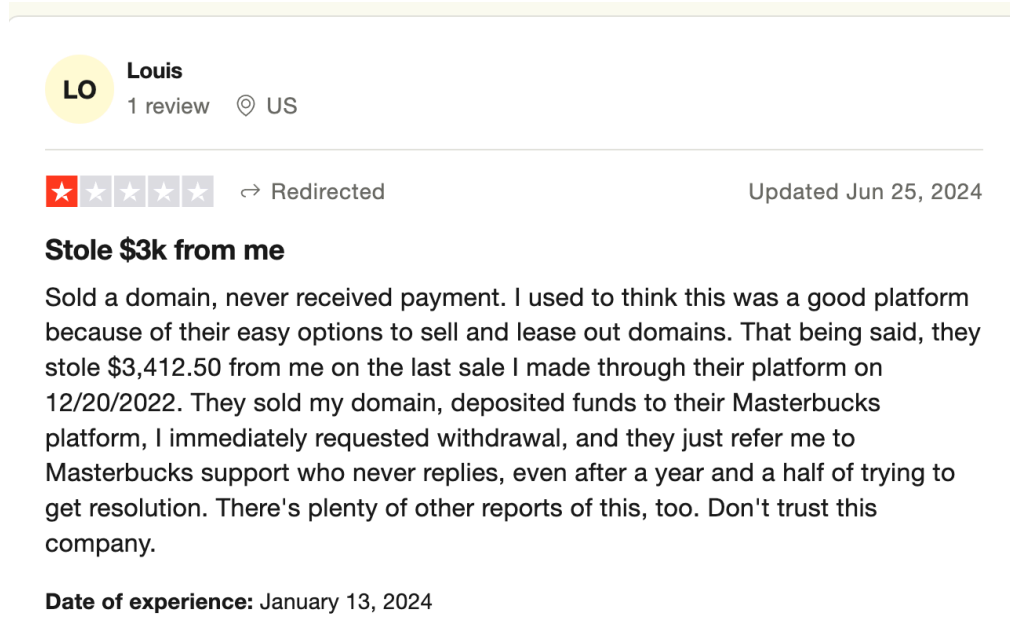 LO
Louis
1 review US
Redirected
Updated Jun 25, 2024
Stole $3k from me
Sold a domain, never received payment. I used to think this was a good platform
because of their easy options to sell and lease out domains. That being said, they
stole $3,412.50 from me on the last sale I made through their platform on
12/20/2022. They sold my domain, deposited funds to their Masterbucks
platform, I immediately requested withdrawal, and they just refer me to
Masterbucks support who never replies, even after a year and a half of trying to
get resolution. There's plenty of other reports of this, too. Don't trust this
company.
Date of experience: January 13, 2024